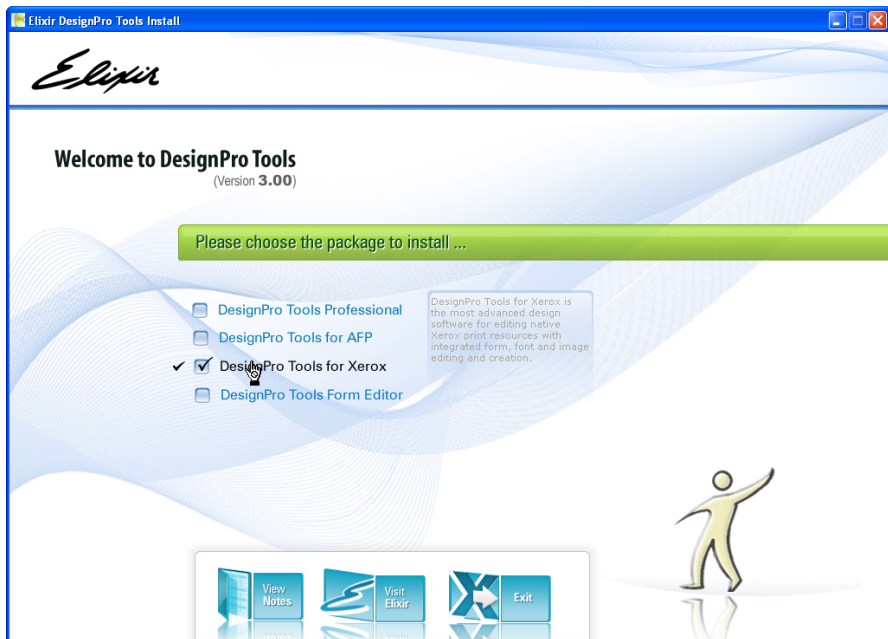 Elixir DesignPro Tools Install
Elixir
Welcome to DesignPro Tools
(Version 3.00)
Please choose the package to install ...
DesignPro Tools Professional
DesignPro Tools for AFP
DesignPro Tools for Xerox
DesignPro Tools Form Editor
DesignPro Tools for Xerox is
the most advanced design
software for editing native
Xerox print resources with
integrated form, font and image
editing and creation.
View
Notes
Visit
Elixir
Exit